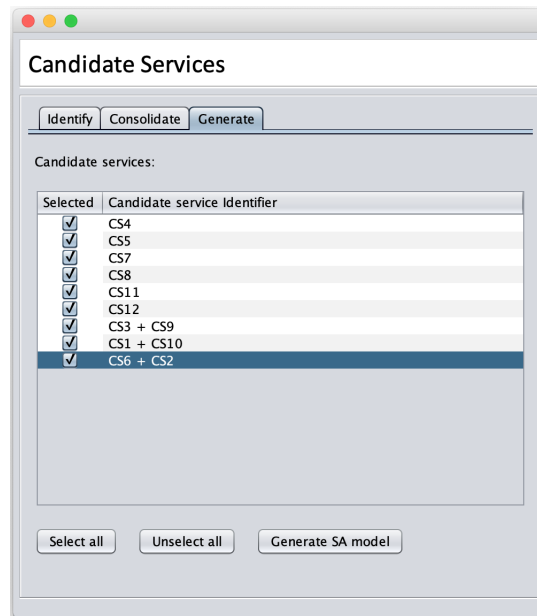 Candidate Services
Identify Consolidate Generate
Candidate services:
Selected Candidate service Identifier
CS4
CS5
CS7
CS8
CS11
CS12
CS3 + CS9
CS1 + CS10
CS6 + CS2
Select all Unselect all Generate SA model